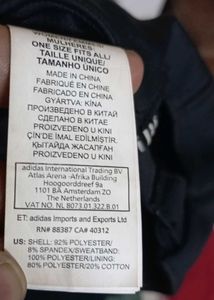 MULHERES
ONE SIZE FITS ALL/
TAILLE UNIQUE/
TAMANHO UNICO
MADE IN CHINA
FABRIQUÉ EN CHINE
FABRICADO EN CHINA
GYÁRTVA: KÍNA
ПРОИЗВЕДЕНО В КИТАЕ
СДЕЛАНО В КИТАЕ
PROIZVEDENO U KINI
ÇİN'DE İMAL EDİLMİŞTİR.
ҚЫТАЙДА ЖАСАЛҒАН
PROIZVEDENO U KINI
adidas International Trading BV
Atlas Arena -Afrika Building
Hoogoorddreef 9a
1101 BA Amsterdam ZO
The Netherlands
VAT NO. NL 8073.01.322.B.01
ET: adidas Imports and Exports Ltd
RN# 88387 CA# 40312
US: SHELL: 92% POLYESTER/
8% SPANDEX/SWEATBAND:
100% POLYESTER/LINING:
80% POLYESTER/20% COTTON